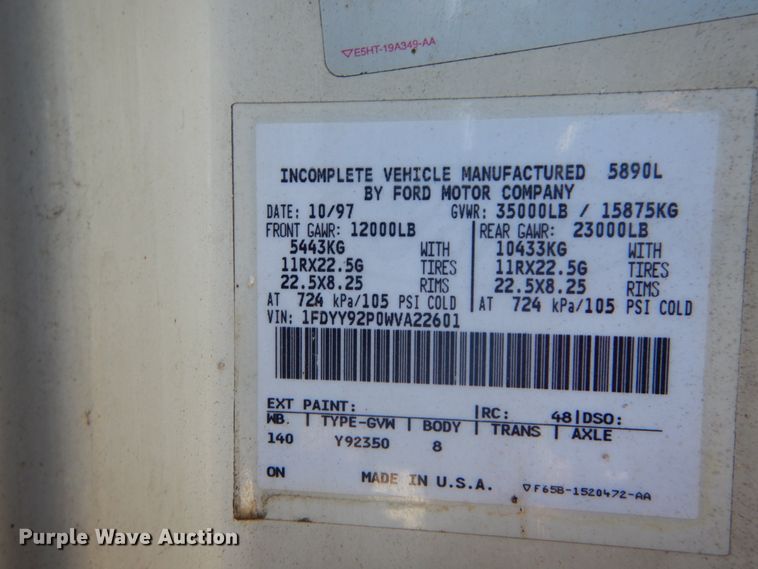 ▽E5HT-19A349-AA
INCOMPLETE VEHICLE MANUFACTURED 5890L
BY FORD MOTOR COMPANY
DATE: 10/97 GVWR: 35000LB / 15875KG
FRONT GAWR: 12000LB REAR GAWR: 23000LB
5443KG WITH 10433KG WITH
11RX22.5G TIRES 11RX22.5G TIRES
22.5X8.25 RIMS 22.5X8.25 RIMS
AT 724 kPa/105 PSI COLD AT 724 kPa/105 PSI COLD
VIN: 1FDYY92P0WVA22601
EXT PAINT: |RC: 48|DSO:
WB. | TYPE-GVW | BODY | TRANS | AXLE
140 Y92350 8
ON MADE IN U.S.A. ▽F65B-1520472-AA
Purple Wave Auction